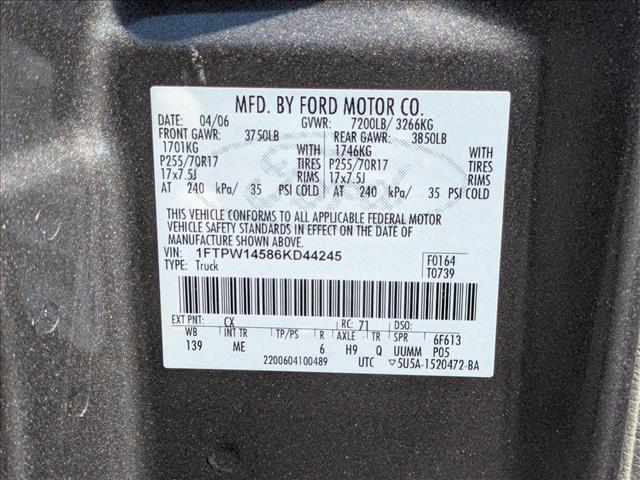 MFD. BY FORD MOTOR CO.
DATE: 04/06 GVWR: 7200LB/ 3266KG
FRONT GAWR: 3750LB REAR GAWR: 3850LB
1701KG WITH 1746KG WITH
P255/70R17 TIRES P255/70R17 TIRES
17x7.5J RIMS 17x7.5J RIMS
AT 240 kPa/ 35 PSI COLD AT 240 kPa/ 35 PSI COLD
THIS VEHICLE CONFORMS TO ALL APPLICABLE FEDERAL MOTOR
VEHICLE SAFETY STANDARDS IN EFFECT ON THE DATE OF
MANUFACTURE SHOWN ABOVE.
VIN: 1FTPW14586KD44245 F0164
TYPE: Truck T0739
EXT PNT: CX RC: 71 DSO:
WB INT TR TP/PS R AXLE TR SPR 6F613
139 ME 6 H9 Q UUMM P05
2200604100489 UTC ▽5U5A-1520472-BA